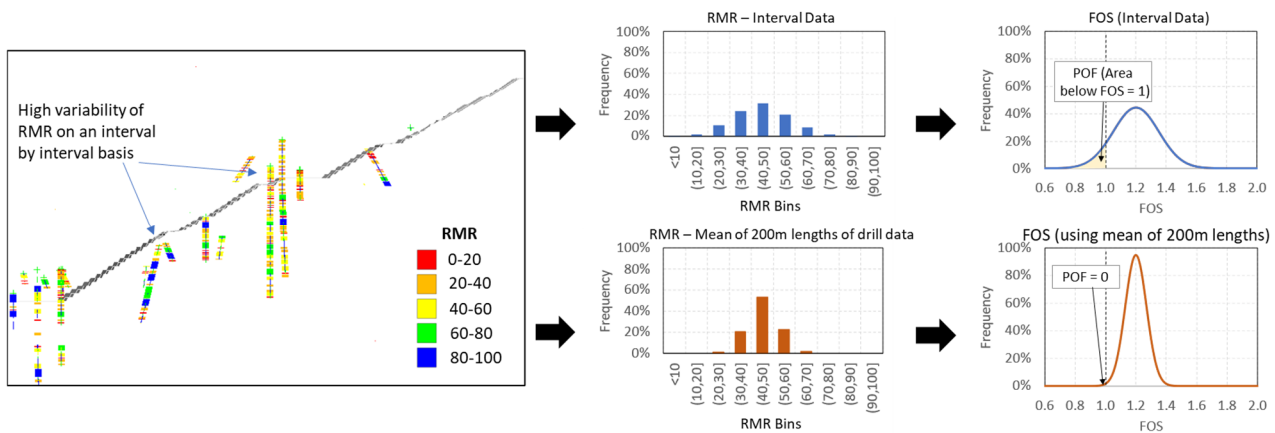 High variability of
RMR on an interval
by interval basis
RMR
0-20
20-40
40-60
60-80
80-100
RMR – Interval Data
Frequency
100%
80%
60%
40%
20%
0%
<10
(10,20]
(20,30]
(30,40]
(40,50]
(50,60]
(60,70]
(70,80]
(80,90]
(90,100]
RMR Bins
FOS (Interval Data)
Frequency
100%
80%
60%
40%
20%
0%
POF (Area
below FOS = 1)
0.6 0.8 1.0 1.2 1.4 1.6 1.8 2.0
FOS
RMR – Mean of 200m lengths of drill data
Frequency
100%
80%
60%
40%
20%
0%
<10
(10,20]
(20,30]
(30,40]
(40,50]
(50,60]
(60,70]
(70,80]
(80,90]
(90,100]
RMR Bins
FOS (using mean of 200m lengths)
Frequency
100%
80%
60%
40%
20%
0%
POF = 0
0.6 0.8 1.0 1.2 1.4 1.6 1.8 2.0
FOS